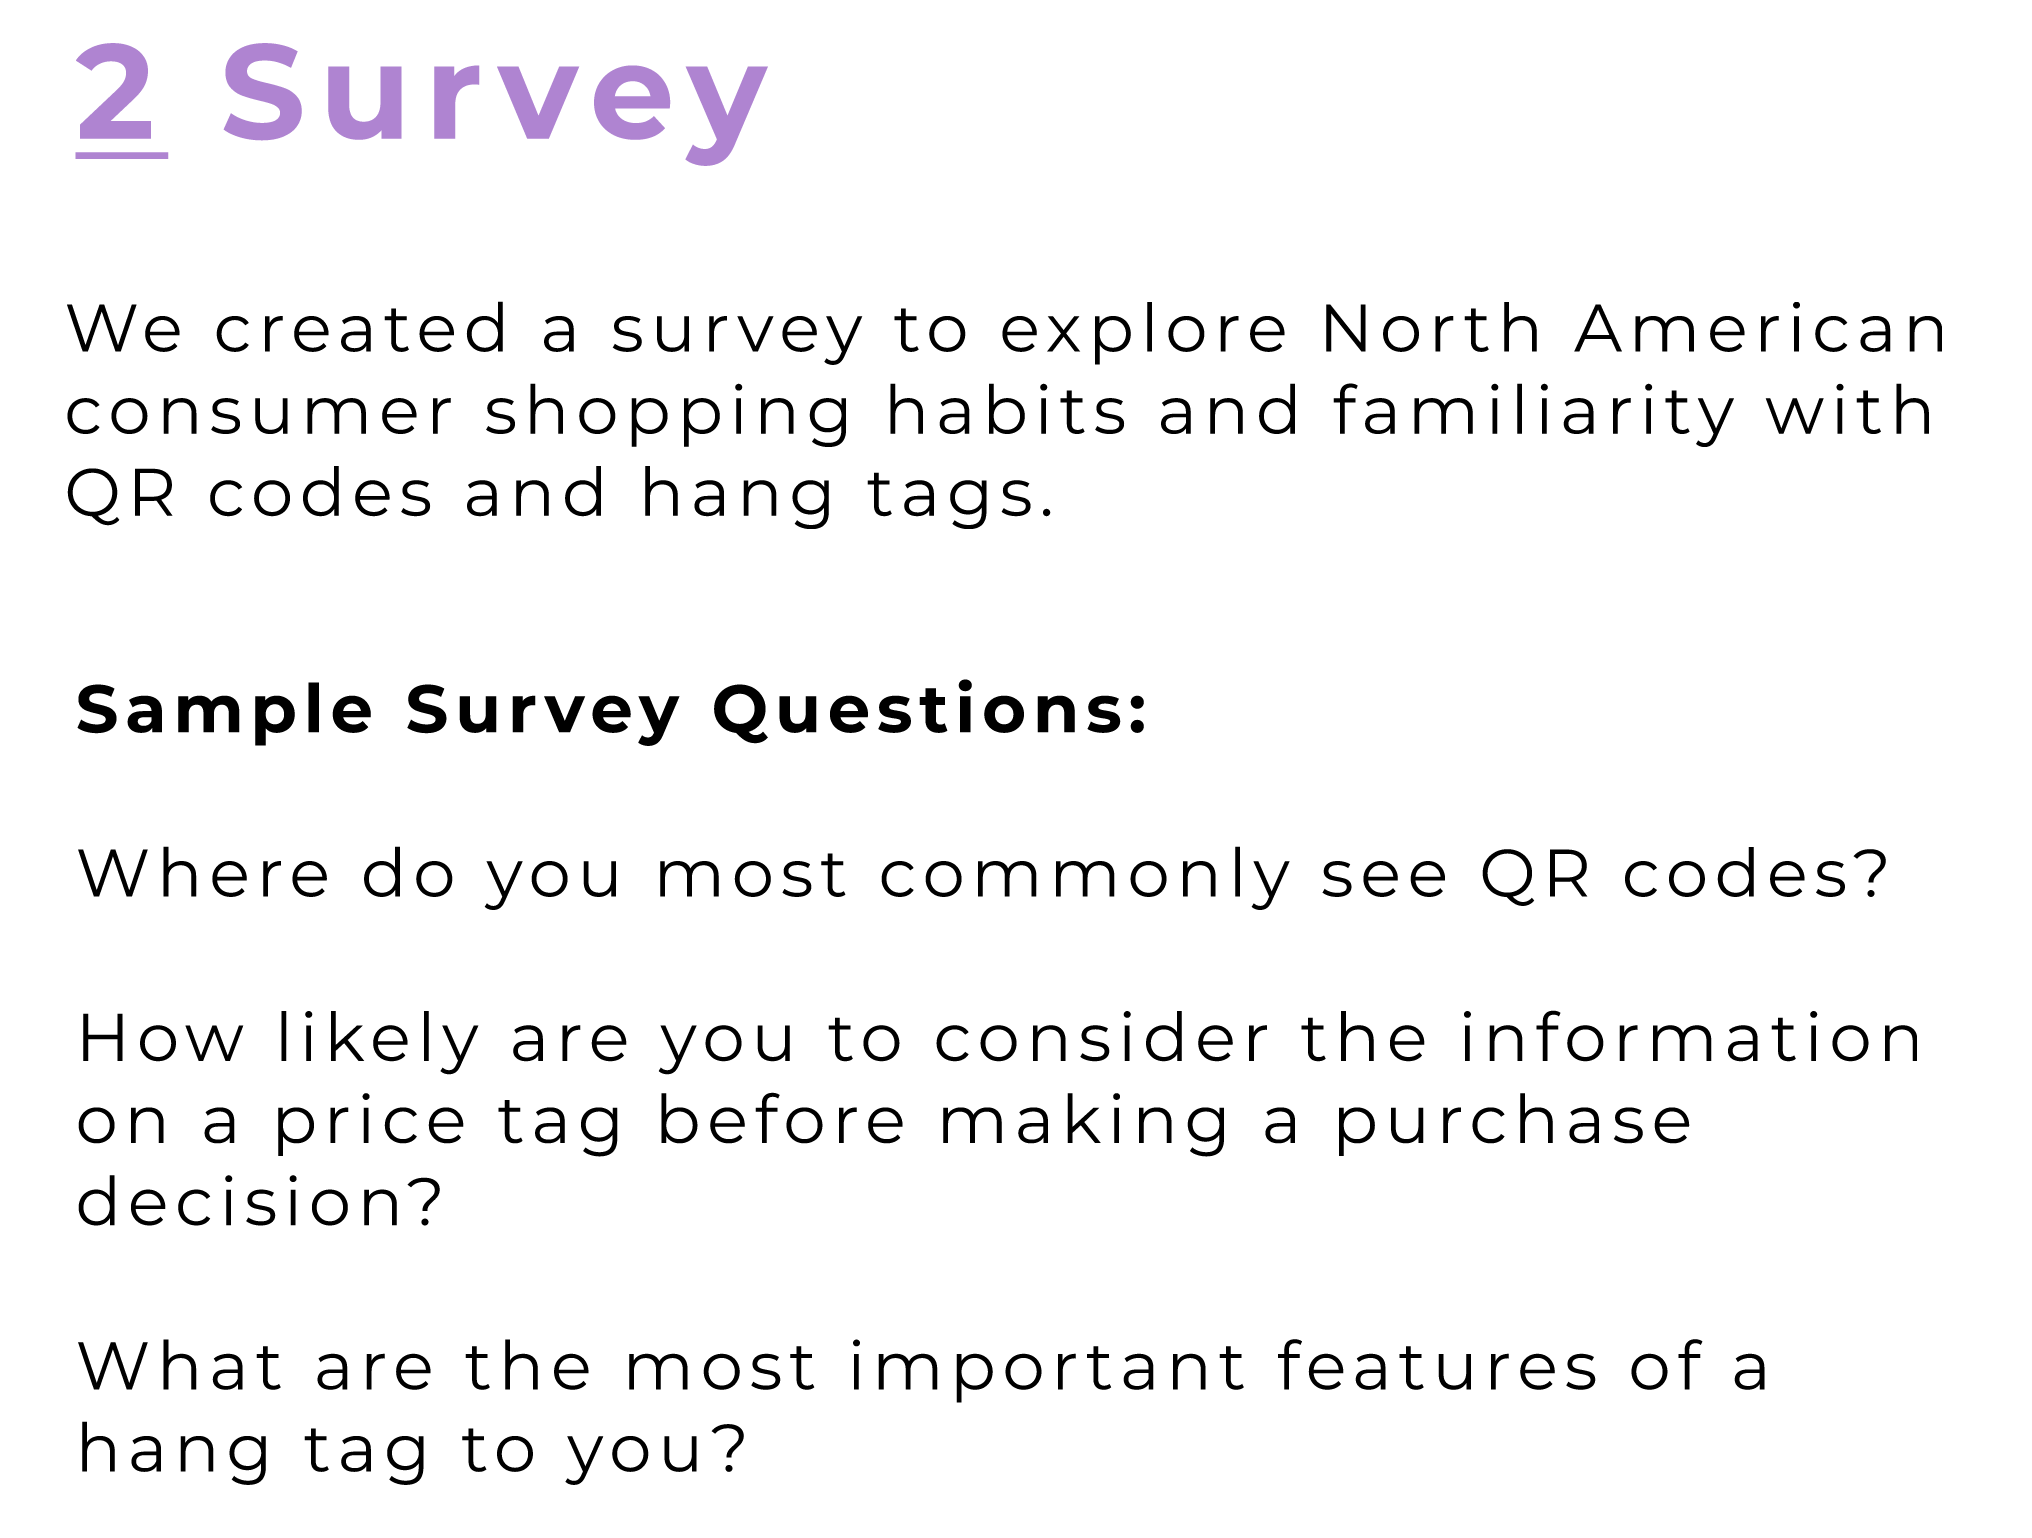 2 Survey
We created a survey to explore North American
consumer shopping habits and familiarity with
QR codes and hang tags.
Sample Survey Questions:
Where do you most commonly see QR codes?
How likely are you to consider the information
on a price tag before making a purchase
decision?
What are the most important features of a
hang tag to you?